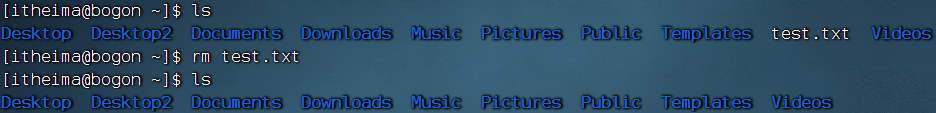 [itheima@bogon ~]$ ls
Desktop  Desktop2  Documents  Downloads  Music  Pictures  Public  Templates  test.txt  Videos
[itheima@bogon ~]$ rm test.txt
[itheima@bogon ~]$ ls
Desktop  Desktop2  Documents  Downloads  Music  Pictures  Public  Templates  Videos